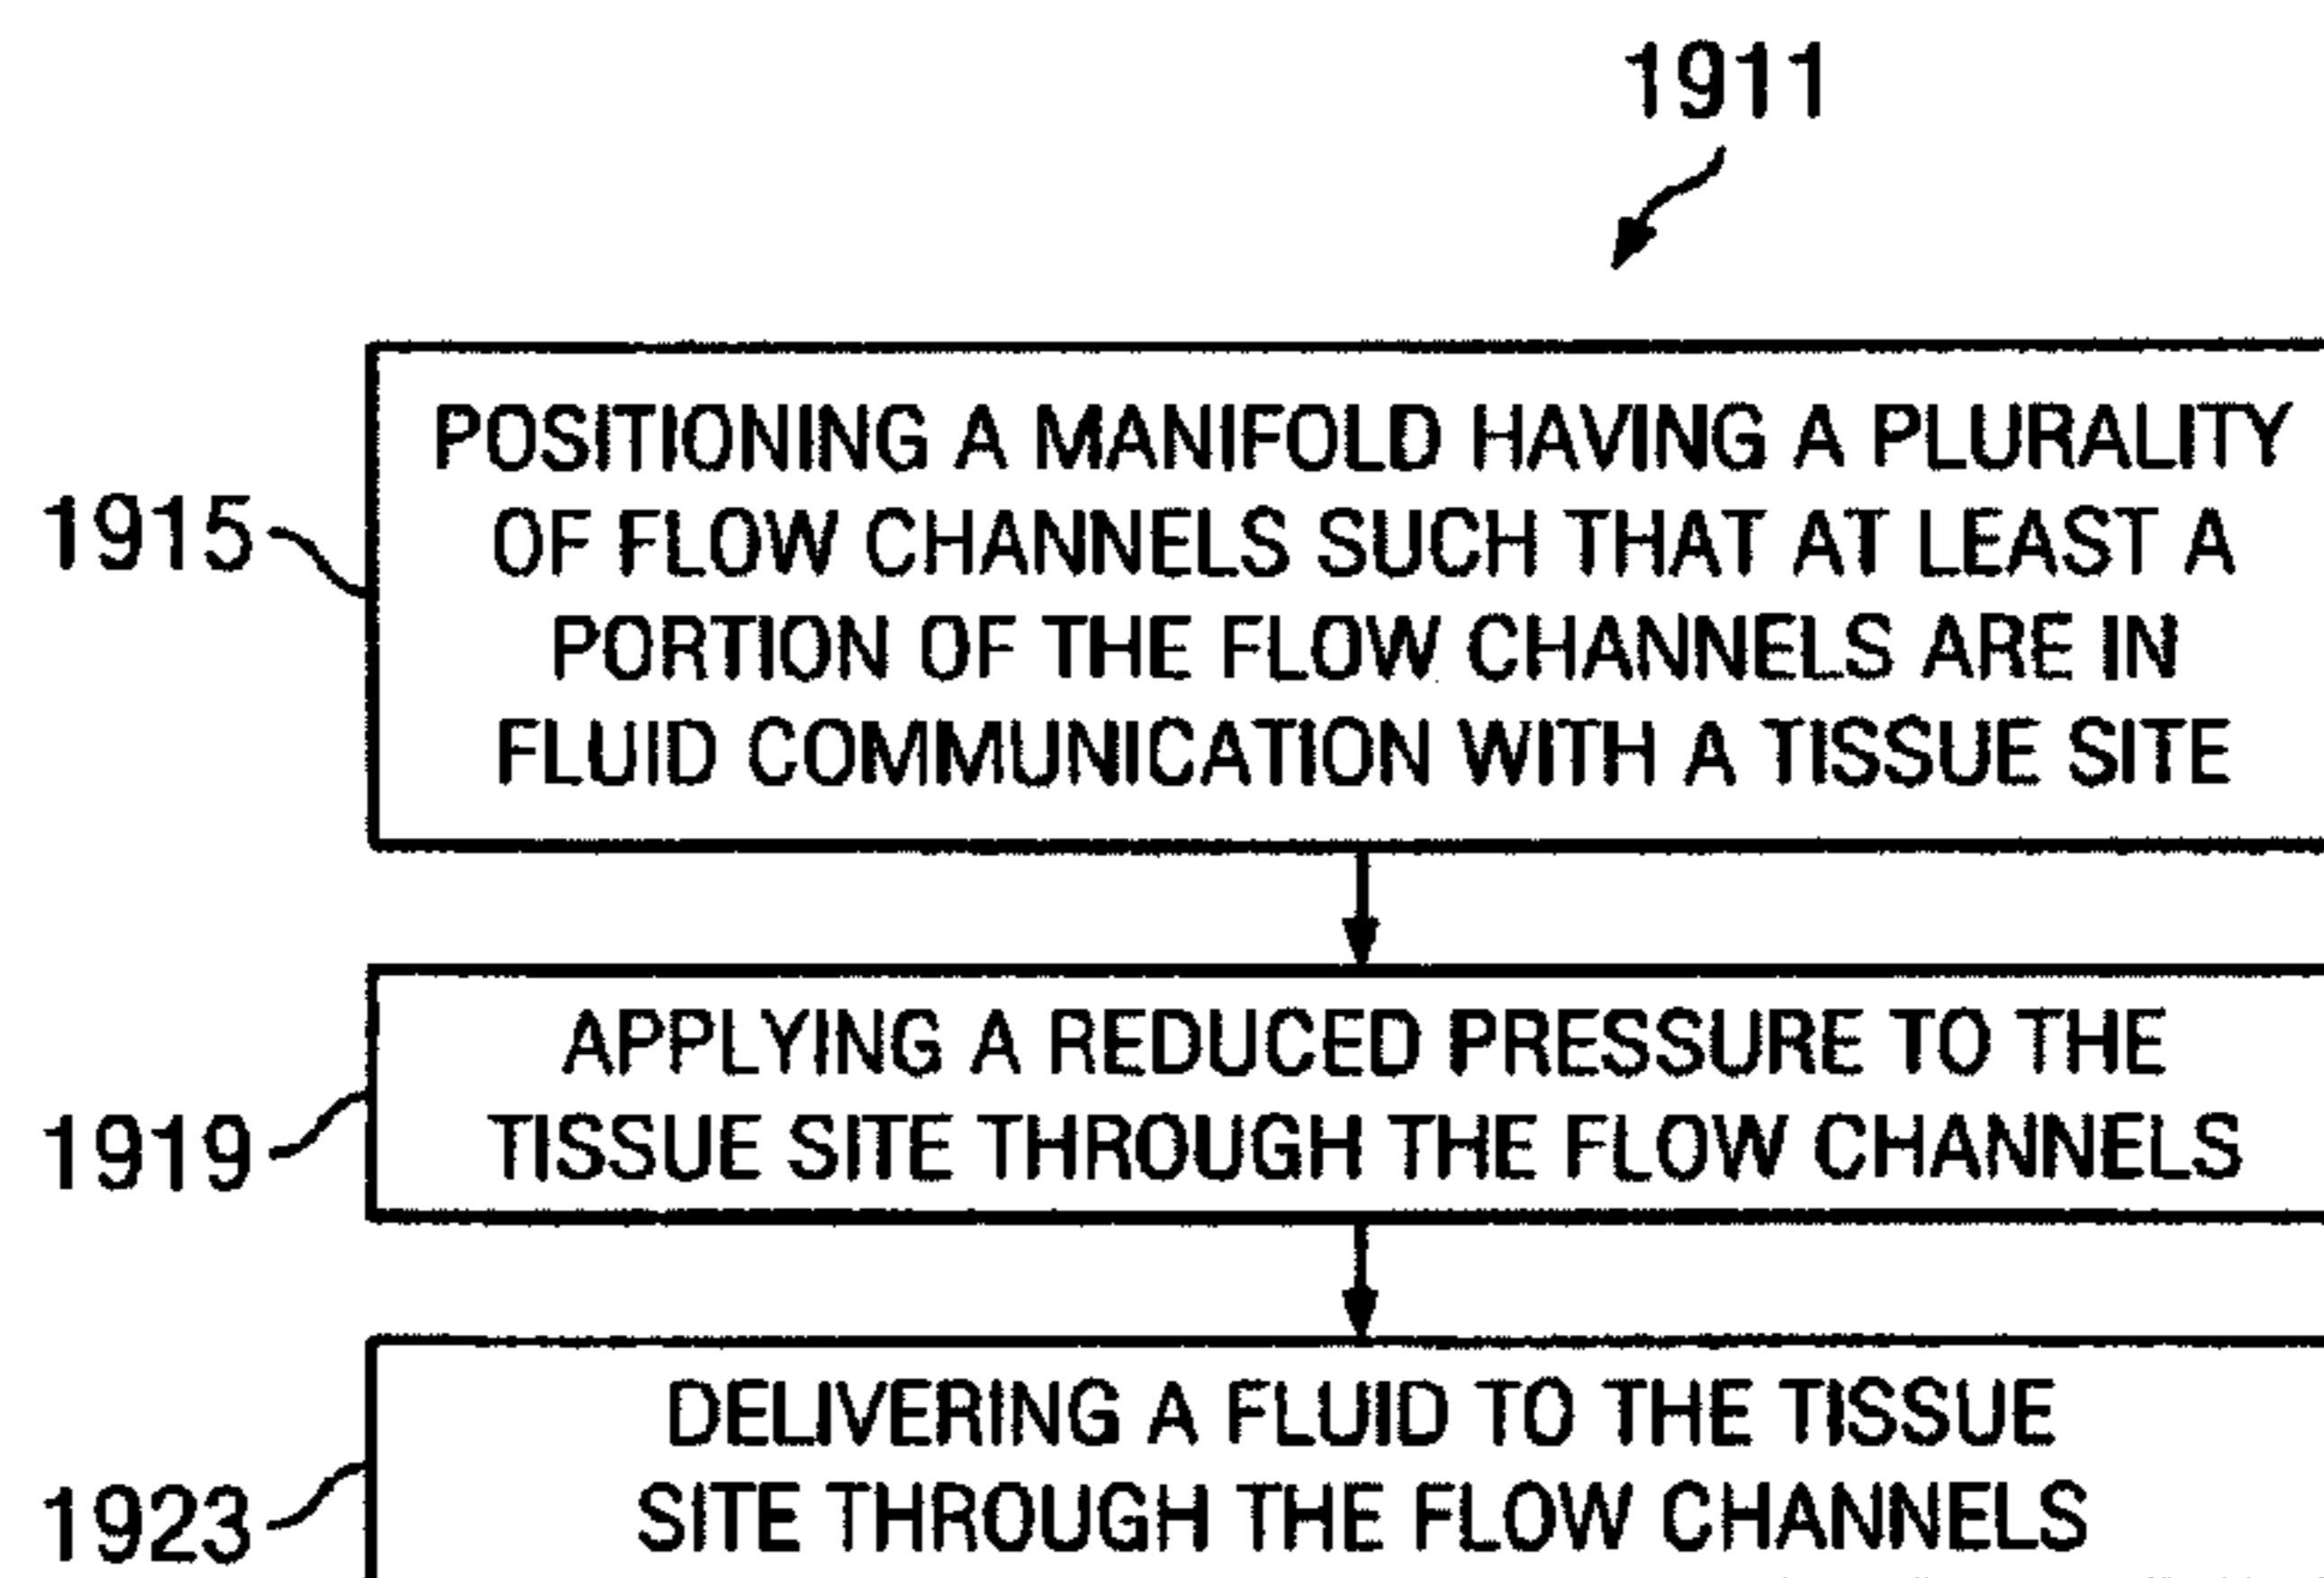 1911
1915
POSITIONING A MANIFOLD HAVING A PLURALITY
OF FLOW CHANNELS SUCH THAT AT LEAST A
PORTION OF THE FLOW CHANNELS ARE IN
FLUID COMMUNICATION WITH A TISSUE SITE
1919
APPLYING A REDUCED PRESSURE TO THE
TISSUE SITE THROUGH THE FLOW CHANNELS
1923
DELIVERING A FLUID TO THE TISSUE
SITE THROUGH THE FLOW CHANNELS